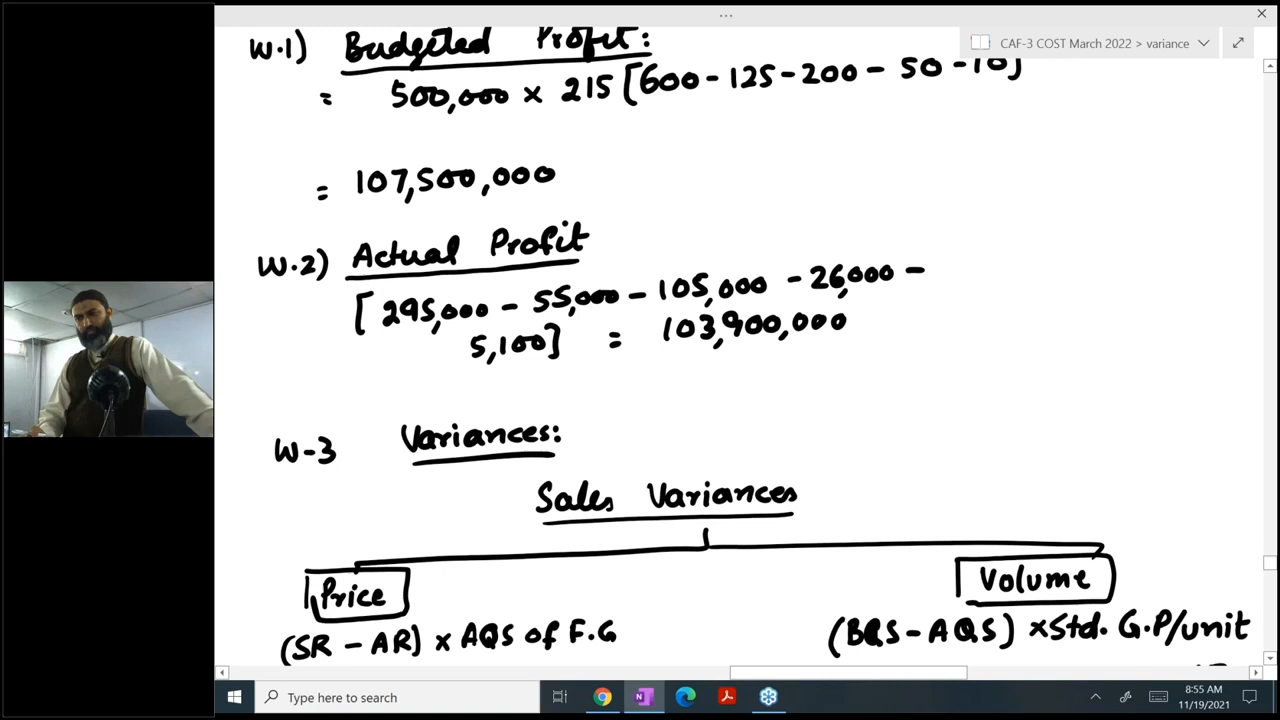 CAF-3 COST March 2022 > variance
W.1) Budgeted Profit:
= 500,000 × 215 [600 - 125 - 200 - 50 - 10]
= 107,500,000
W.2) Actual Profit
[295,000 - 55,000 - 105,000 - 26,000 -
5,100] = 103,900,000
W-3 Variances:
Sales Variances
Price Volume
(SR - AR) × AQS of F.G (BQS - AQS) × Std. G.P/unit
Type here to search
8:55 AM
11/19/2021